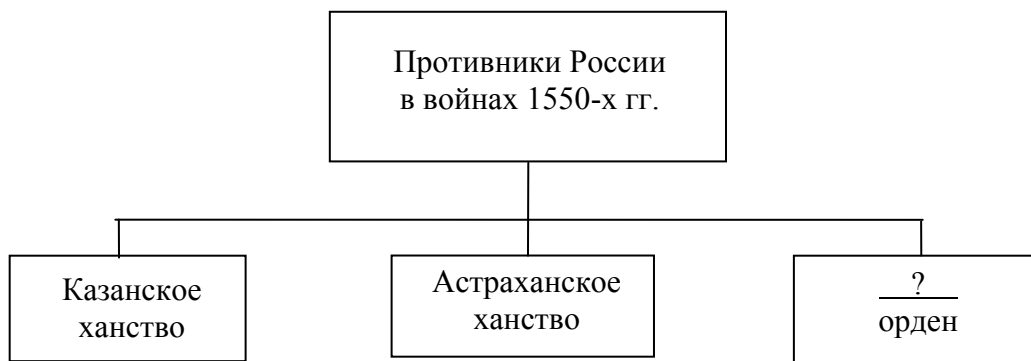 Противники России
в войнах 1550-х гг.
Казанское
ханство
Астраханское
ханство
?
орден